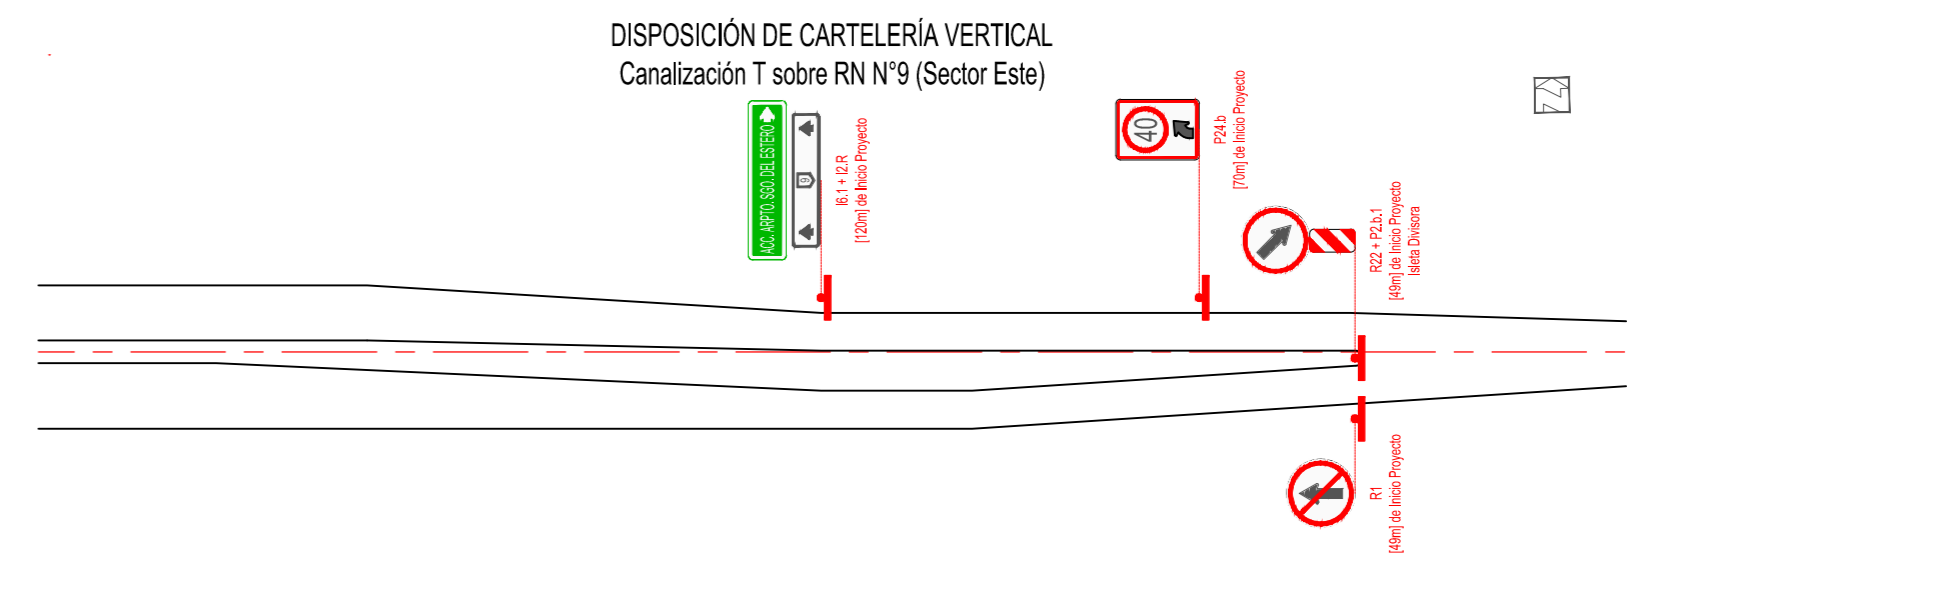 DISPOSICIÓN DE CARTELERÍA VERTICAL
Canalización T sobre RN N°9 (Sector Este)
ACC. ARPTO. SGO. DEL ESTERO
9
I6.1 + I2.R
[120m] de Inicio Proyecto
40
P24.b
[70m] de Inicio Proyecto
R22 + P2.b.1
[49m] de Inicio Proyecto
Isleta Divisora
R1
[49m] de Inicio Proyecto